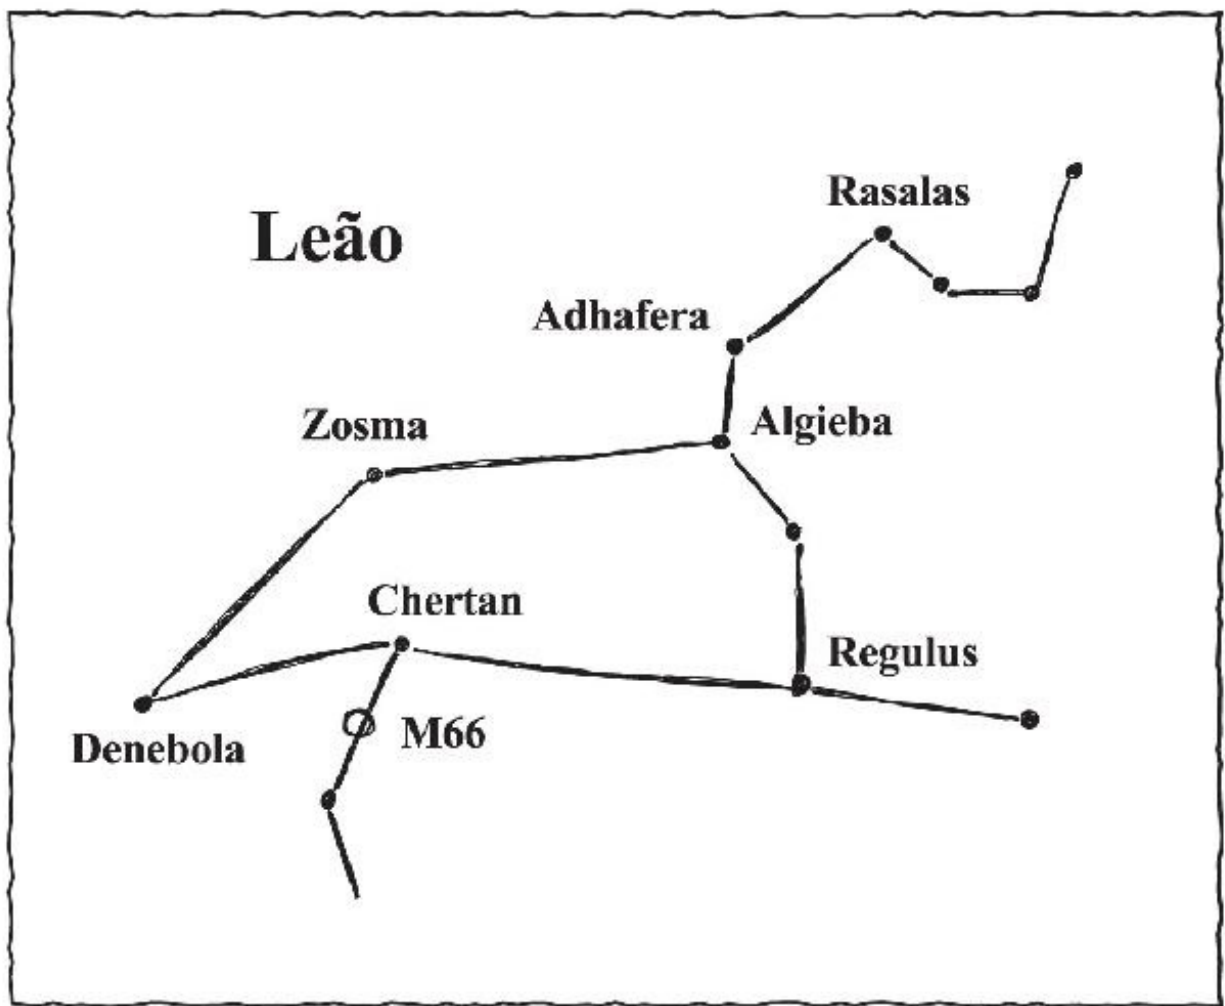 Rasalas
Leão
Adhafera
Algieba
Zosma
Chertan
Regulus
M66
Denebola